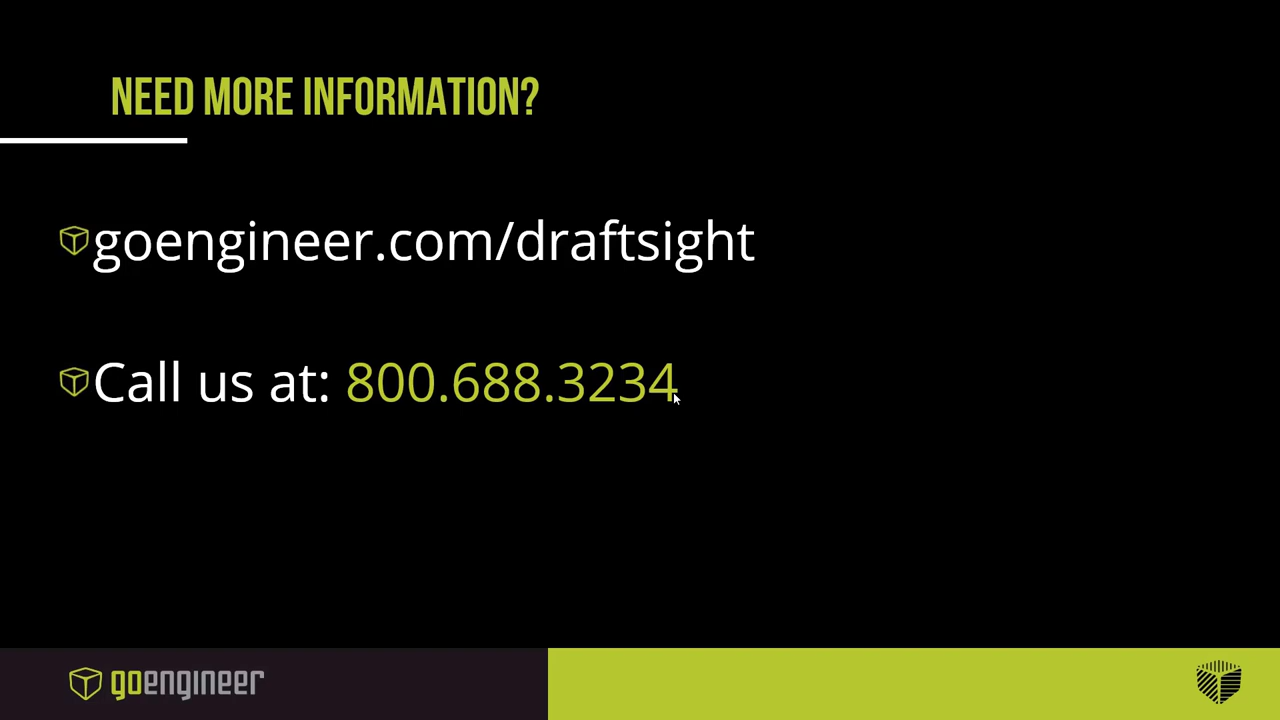 NEED MORE INFORMATION?
goengineer.com/draftsight
Call us at: 800.688.3234
goengineer